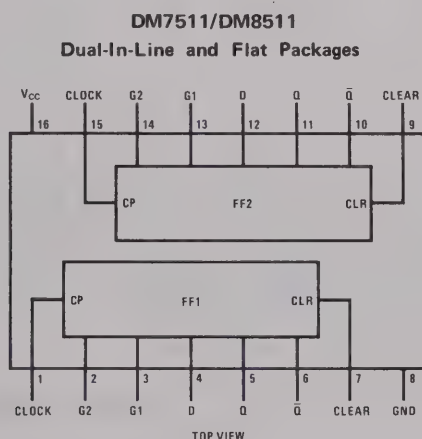 DM7511/DM8511
Dual-In-Line and Flat Packages
VCC CLOCK G2 G1 D Q Q̅ CLEAR
16 15 14 13 12 11 10 9
CP FF2 CLR
CP FF1 CLR
1 2 3 4 5 6 7 8
CLOCK G2 G1 D Q Q̅ CLEAR GND
TOP VIEW